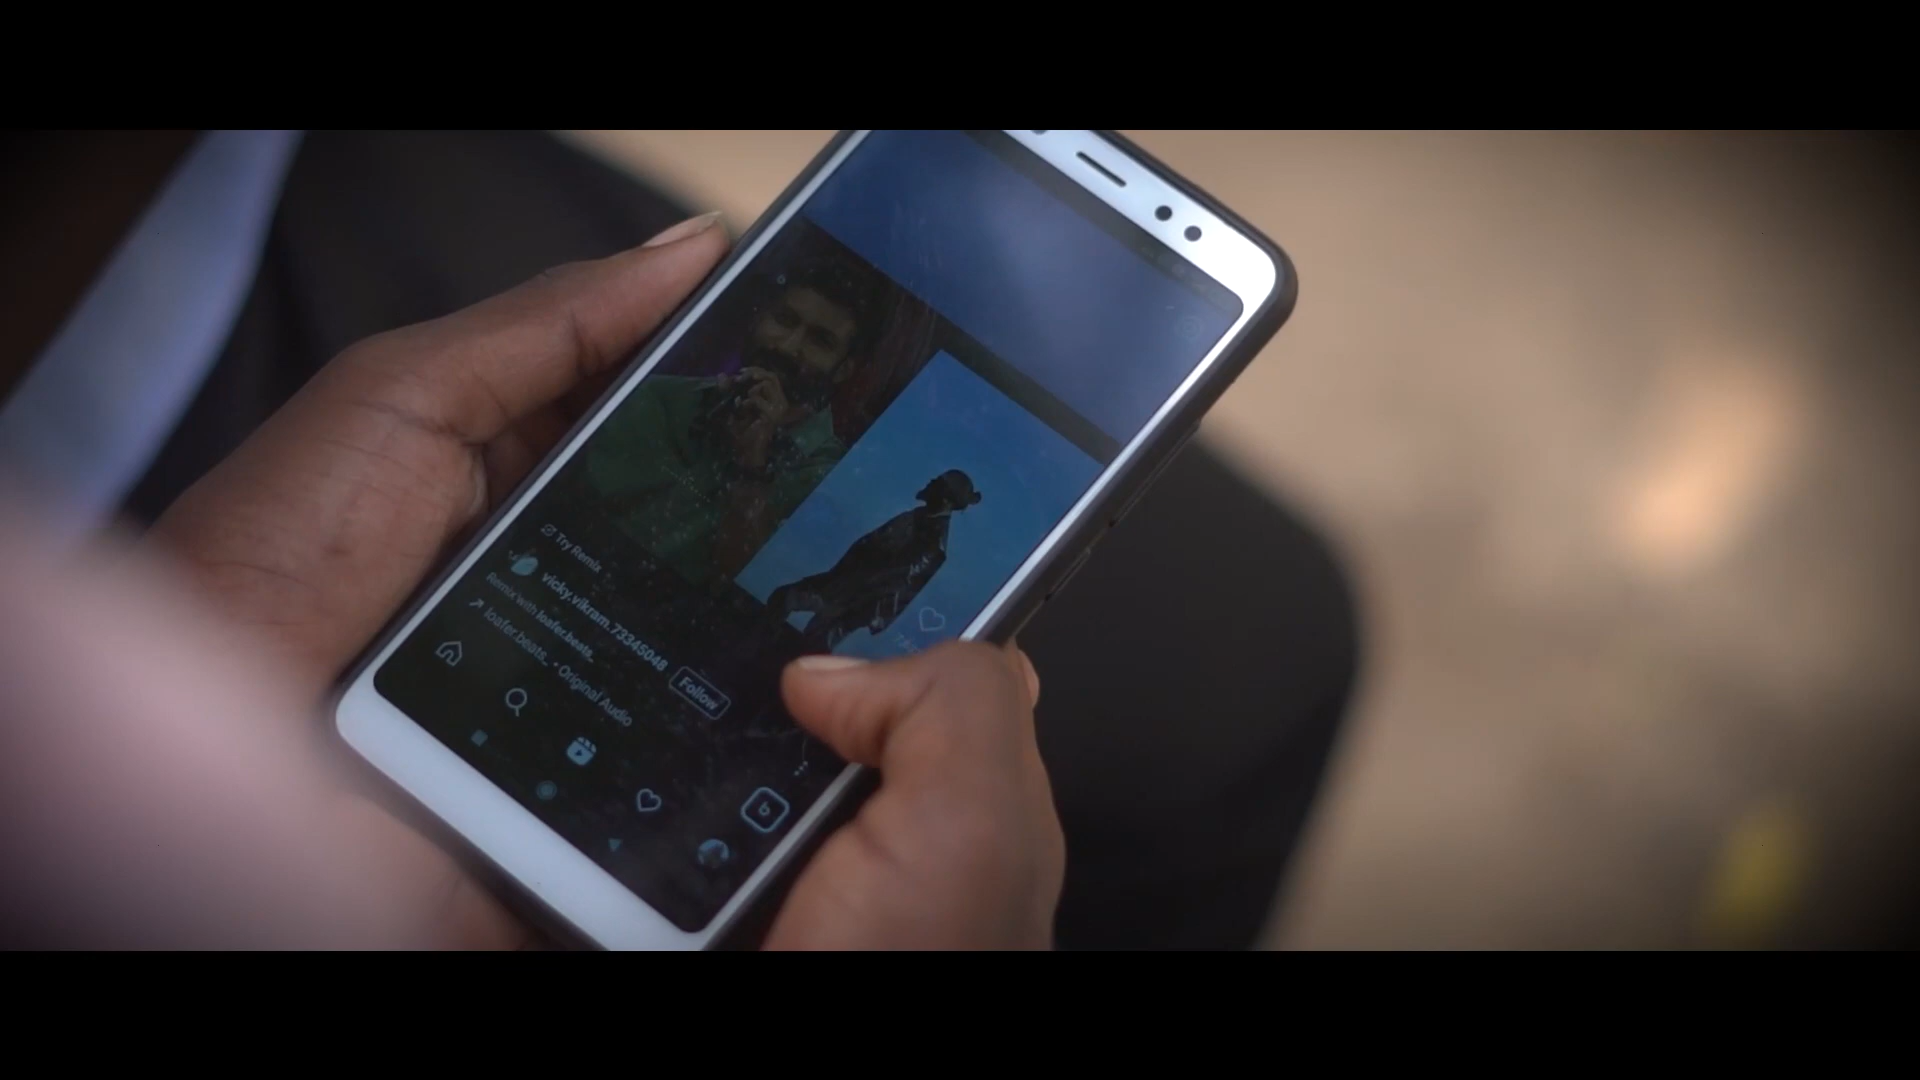 Try Remix
vicky.vikram.73345048 Follow
Remix with loafer.beats_
loafer.beats_ • Original Audio